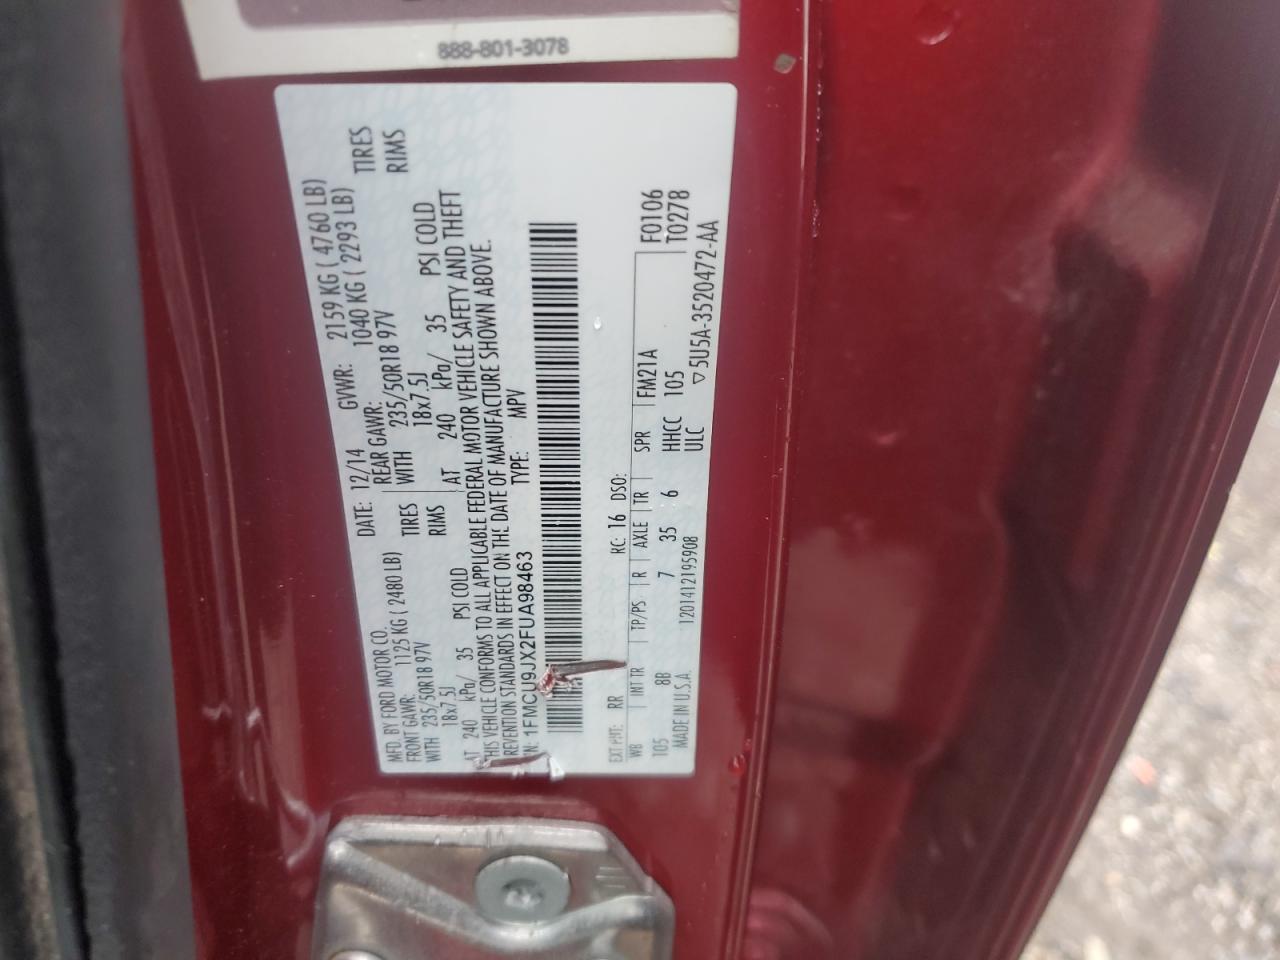 888-801-3078
MFD. BY FORD MOTOR CO.
DATE: 12/14 GVWR: 2159 KG ( 4760 LB)
FRONT GAWR: 1125 KG ( 2480 LB) REAR GAWR: 1040 KG ( 2293 LB)
WITH 235/50R18 97V TIRES WITH 235/50R18 97V TIRES
18x7.5J RIMS 18x7.5J RIMS
AT 240 kPa/ 35 PSI COLD AT 240 kPa/ 35 PSI COLD
THIS VEHICLE CONFORMS TO ALL APPLICABLE FEDERAL MOTOR VEHICLE SAFETY AND THEFT
REVENTION STANDARDS IN EFFECT ON THE DATE OF MANUFACTURE SHOWN ABOVE.
IN: 1FMCU9JX2FUA98463 TYPE: MPV
EXT PNT: RR RC: 16 DSO: F0106
WB INT TR TP/PS R AXLE TR SPR FM21A T0278
105 8B 7 35 6 HHCC 105
MADE IN U.S.A. 1201412195908 ULC ▽5U5A-3520472-AA